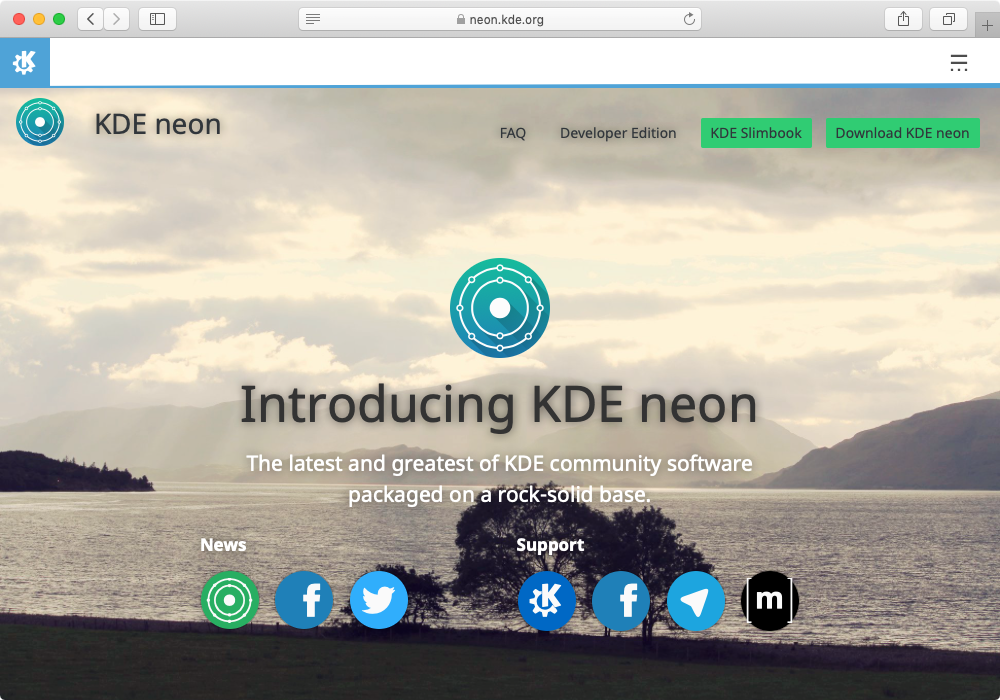 neon.kde.org
KDE neon
FAQ
Developer Edition
KDE Slimbook
Download KDE neon
Introducing KDE neon
The latest and greatest of KDE community software
packaged on a rock-solid base.
News
Support
[m]